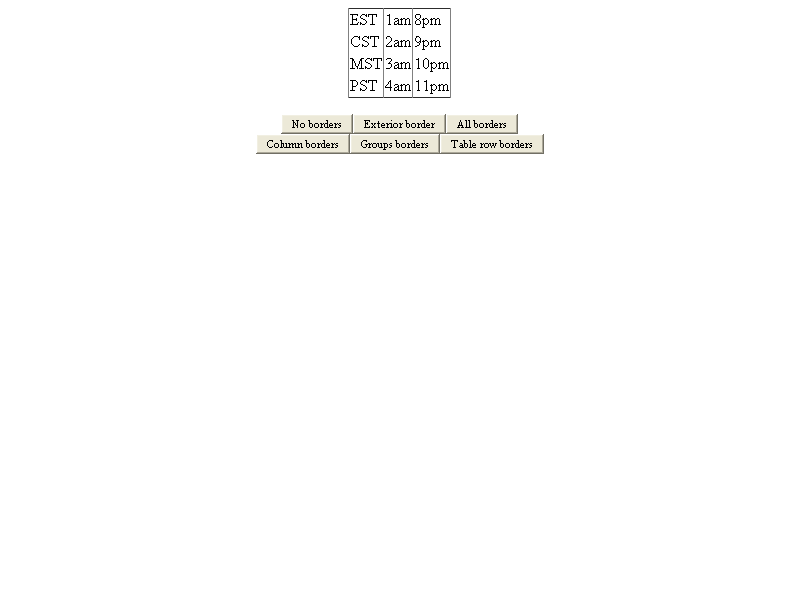 EST 1am 8pm
CST 2am 9pm
MST 3am 10pm
PST 4am 11pm
No borders Exterior border All borders
Column borders Groups borders Table row borders